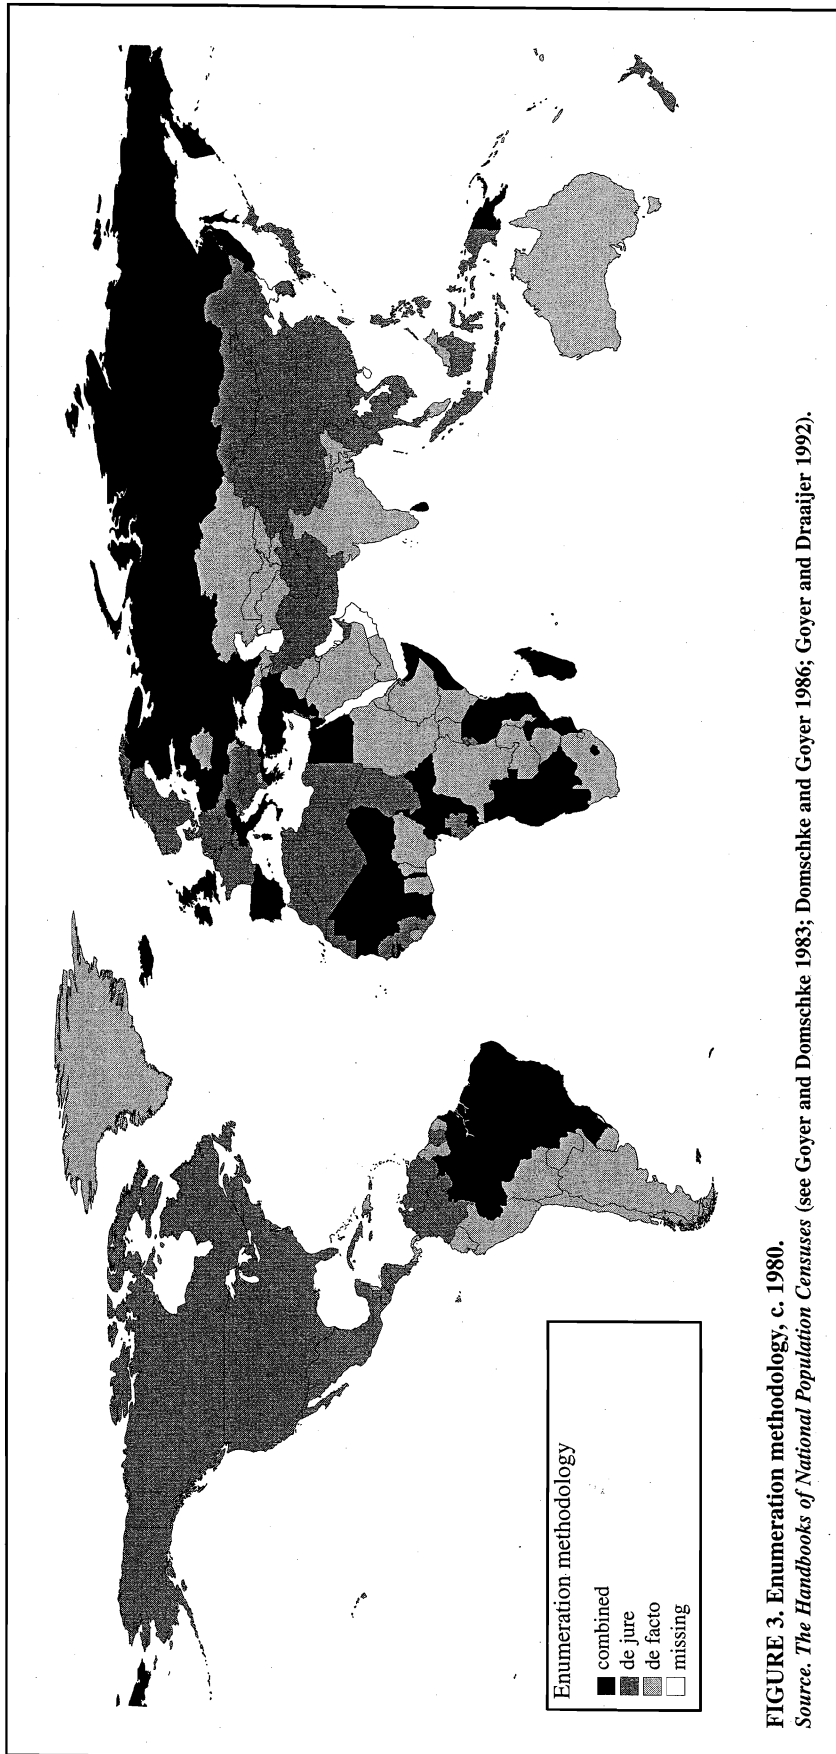 Enumeration methodology
combined
de jure
de facto
missing
FIGURE 3. Enumeration methodology, c. 1980.
Source. The Handbooks of National Population Censuses (see Goyer and Domschke 1983; Domschke and Goyer 1986; Goyer and Draaijer 1992).